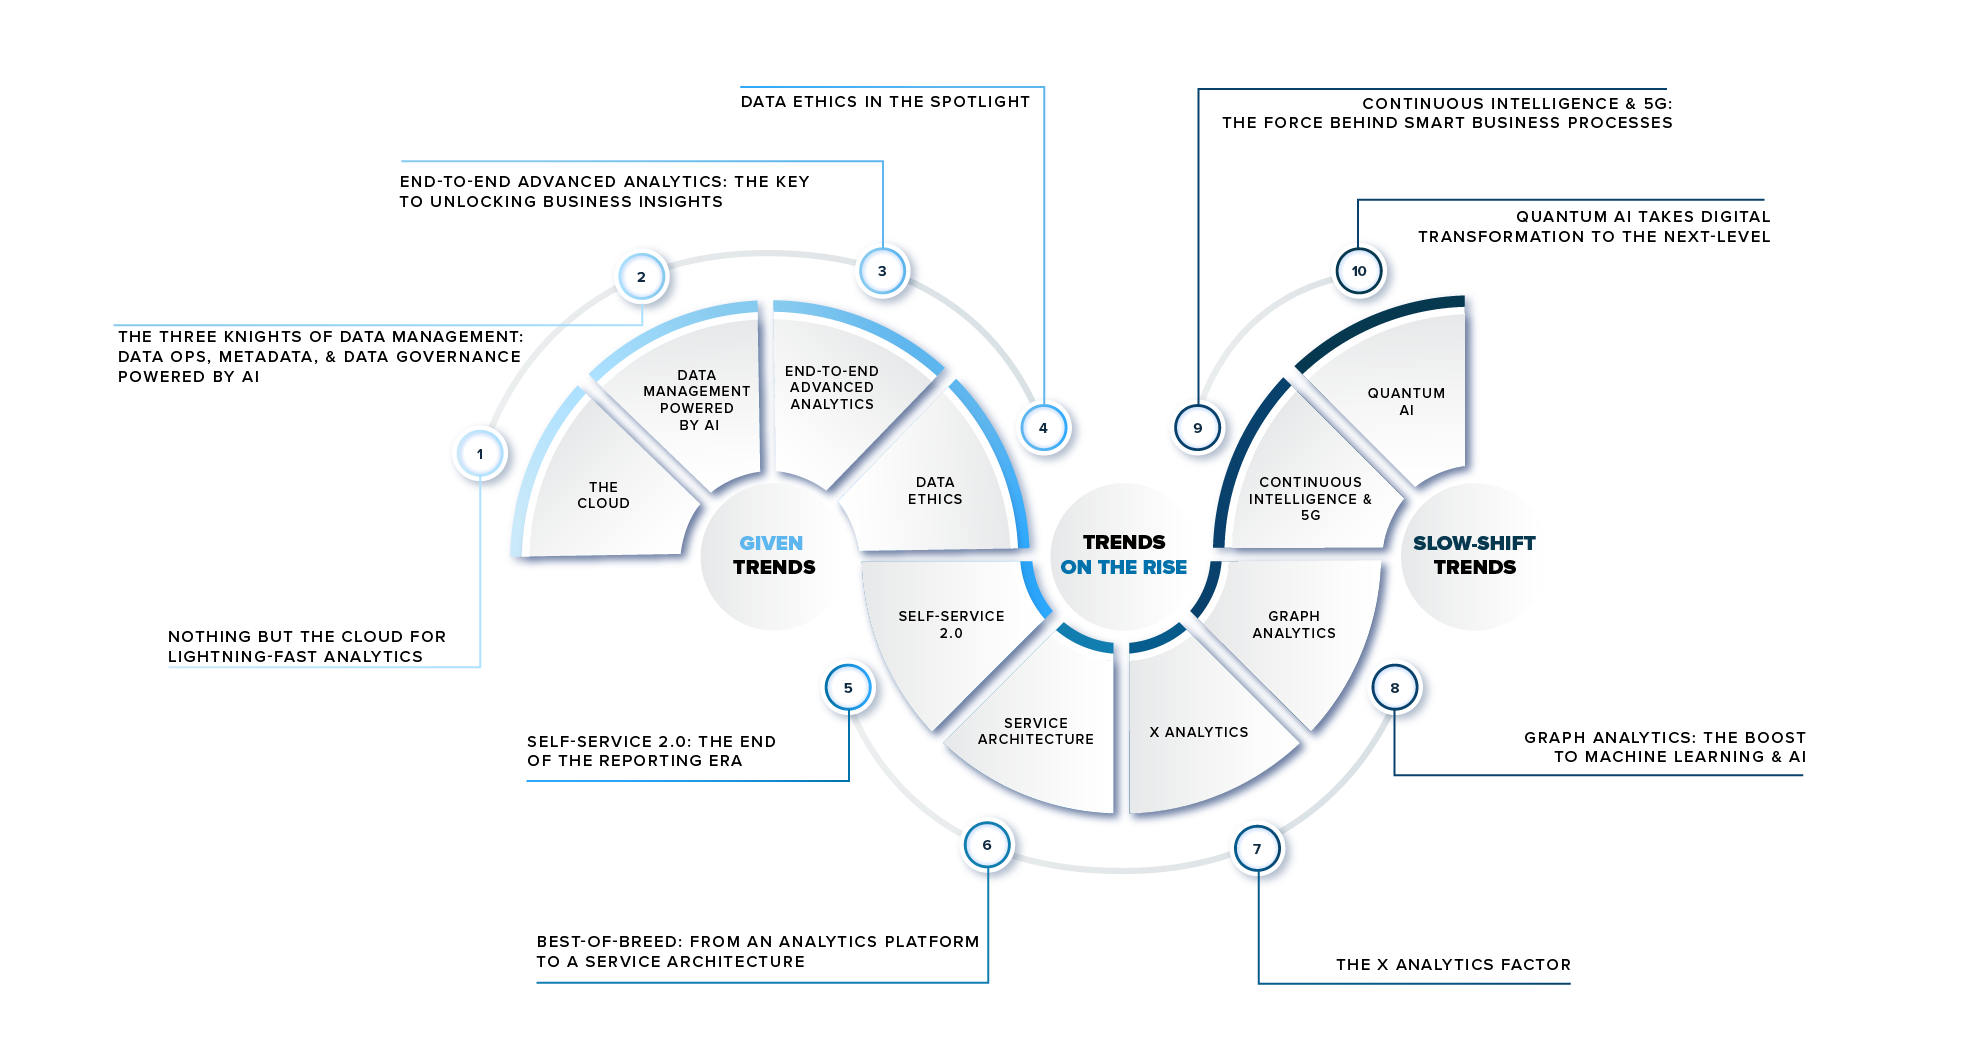 DATA ETHICS IN THE SPOTLIGHT
CONTINUOUS INTELLIGENCE & 5G:
THE FORCE BEHIND SMART BUSINESS PROCESSES
END-TO-END ADVANCED ANALYTICS: THE KEY
TO UNLOCKING BUSINESS INSIGHTS
QUANTUM AI TAKES DIGITAL
TRANSFORMATION TO THE NEXT-LEVEL
2
3
10
THE THREE KNIGHTS OF DATA MANAGEMENT:
DATA OPS, METADATA, & DATA GOVERNANCE
POWERED BY AI
DATA
MANAGEMENT
POWERED
BY AI
END-TO-END
ADVANCED
ANALYTICS
QUANTUM
AI
1
4
9
THE
CLOUD
DATA
ETHICS
CONTINUOUS
INTELLIGENCE &
5G
GIVEN
TRENDS
TRENDS
ON THE RISE
SLOW-SHIFT
TRENDS
NOTHING BUT THE CLOUD FOR
LIGHTNING-FAST ANALYTICS
SELF-SERVICE
2.0
GRAPH
ANALYTICS
5
8
SERVICE
ARCHITECTURE
X ANALYTICS
SELF-SERVICE 2.0: THE END
OF THE REPORTING ERA
GRAPH ANALYTICS: THE BOOST
TO MACHINE LEARNING & AI
6
7
BEST-OF-BREED: FROM AN ANALYTICS PLATFORM
TO A SERVICE ARCHITECTURE
THE X ANALYTICS FACTOR